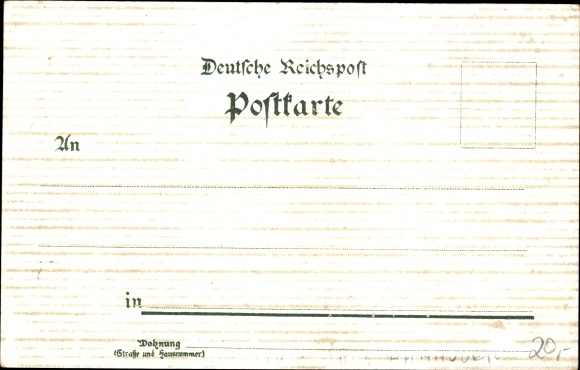 Deutsche Reichspost
Postkarte
An
in
Wohnung
(Straße und Hausnummer)
20,-